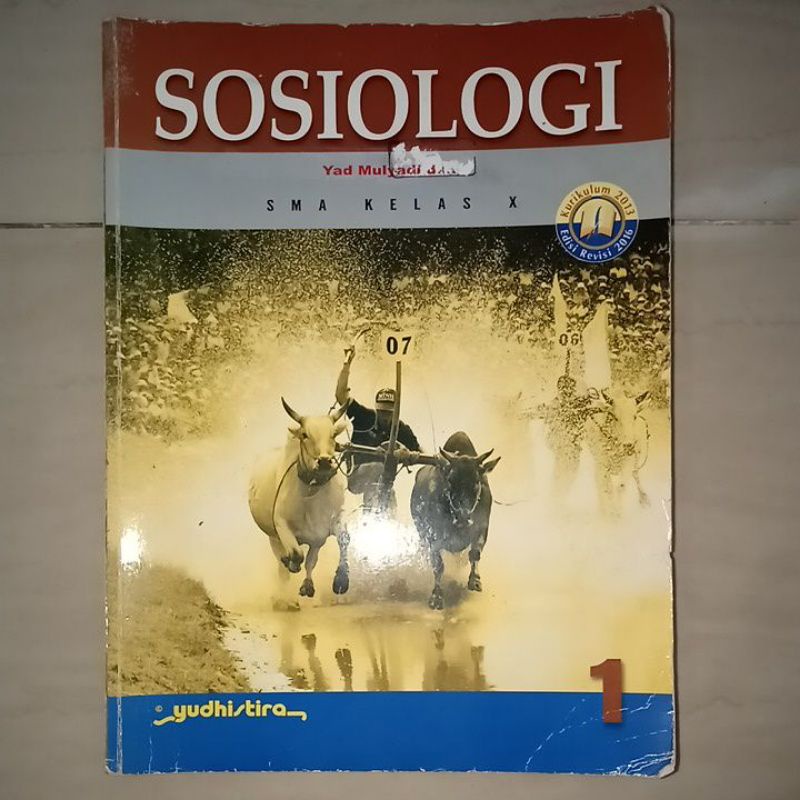 SOSIOLOGI
Yad Mulyadi
SMA KELAS X
Kurikulum 2013
Edisi Revisi 2016
07
06
1
© yudhistira